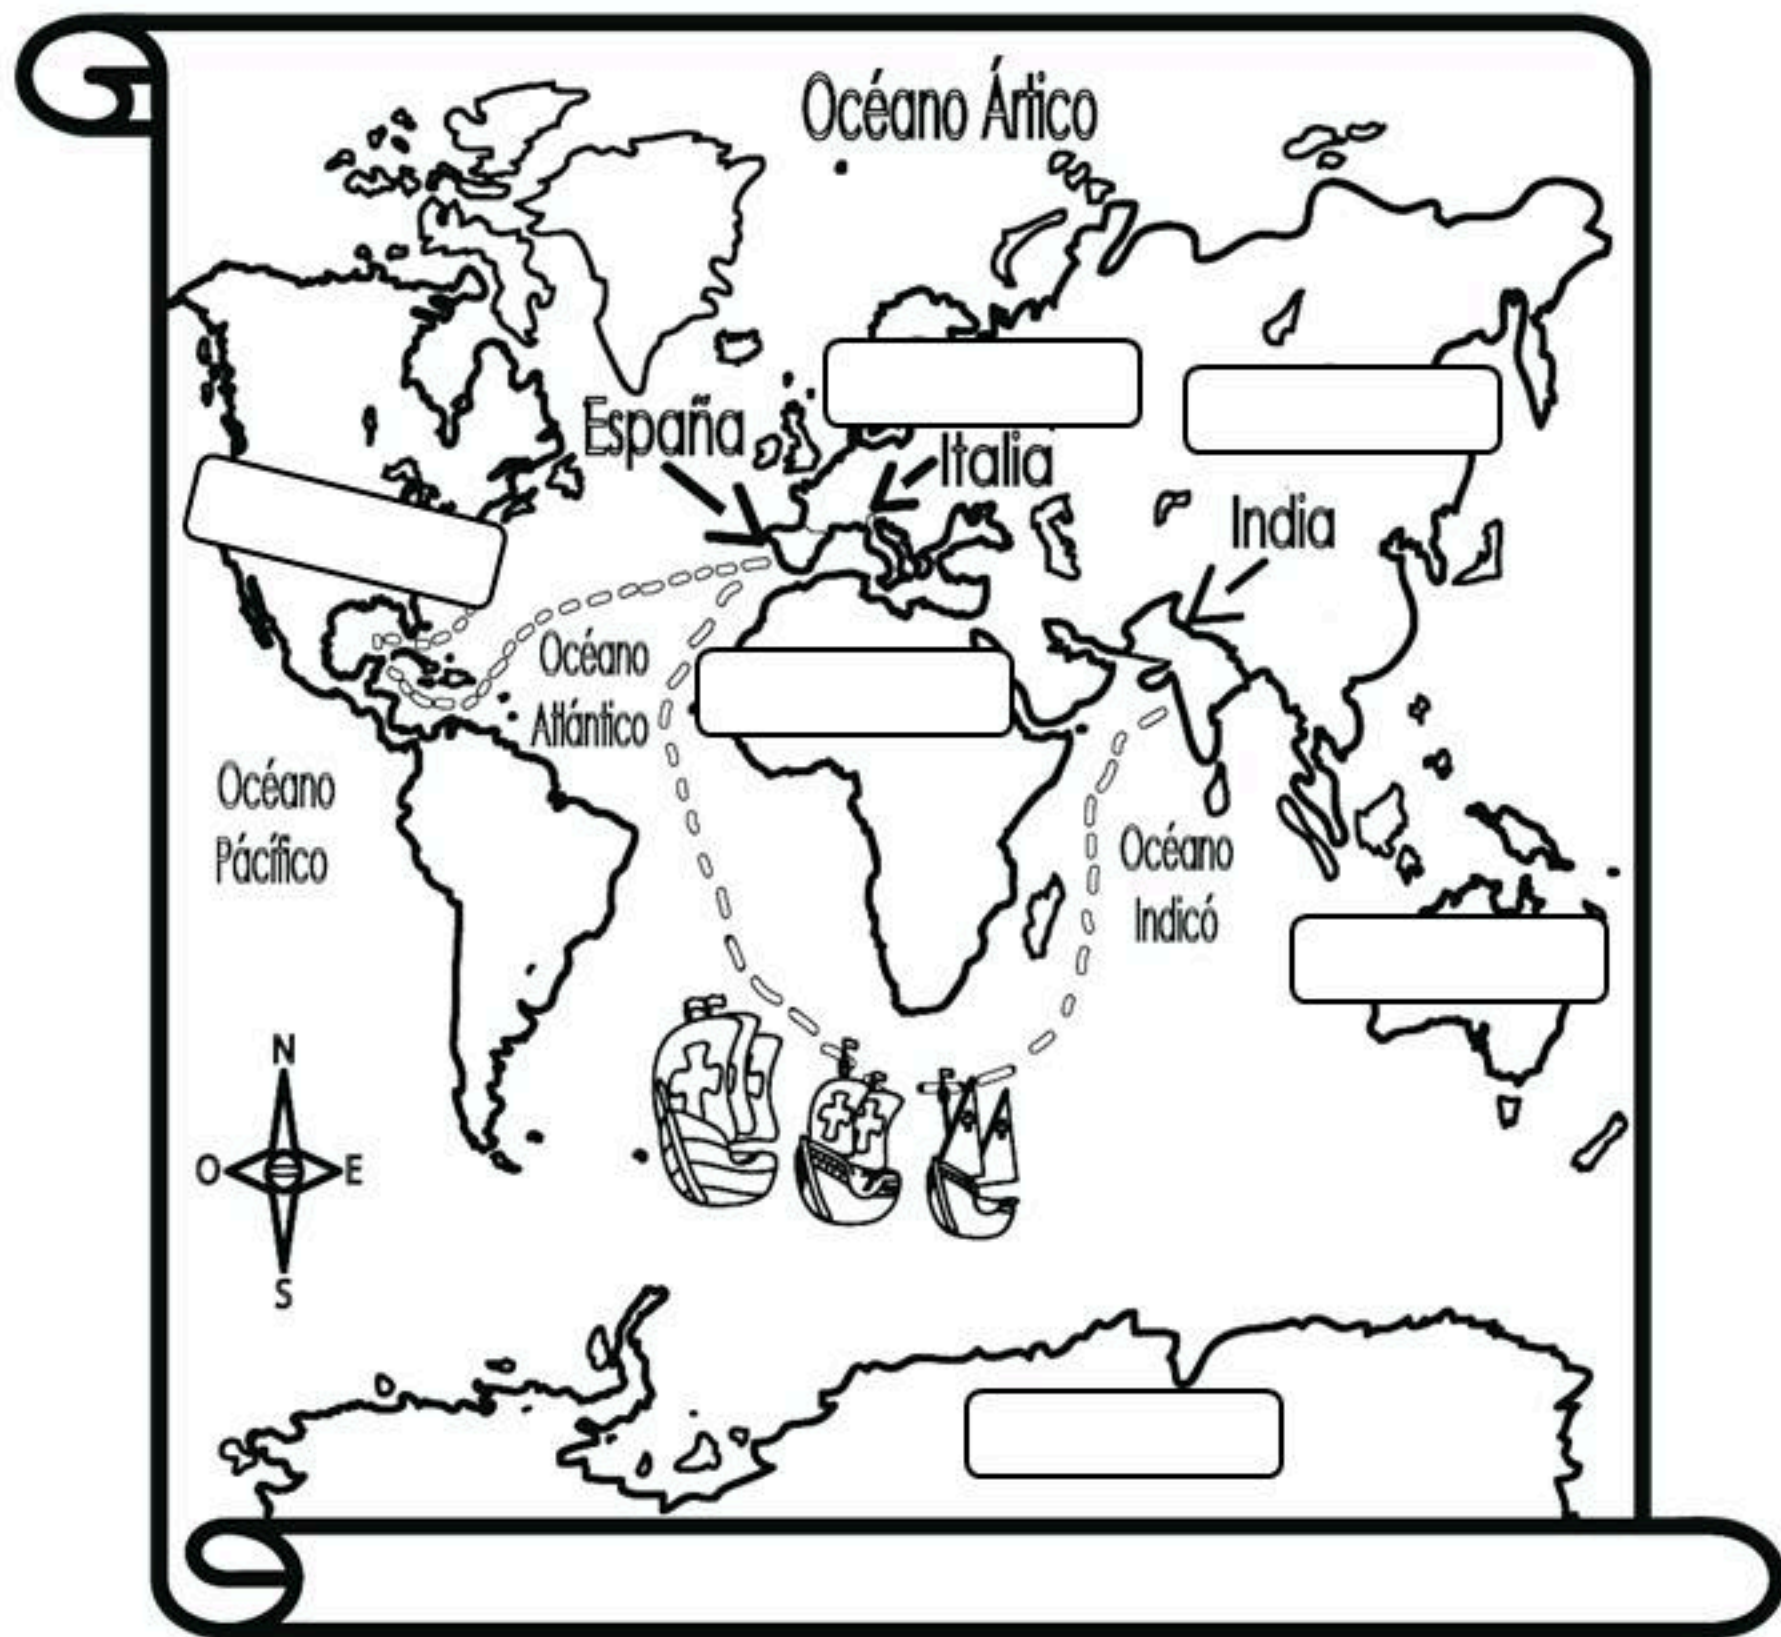 Océano Ártico
España
Italia
India
Océano
Atlántico
Océano
Pácífico
Océano
Indicó
N
O
E
S